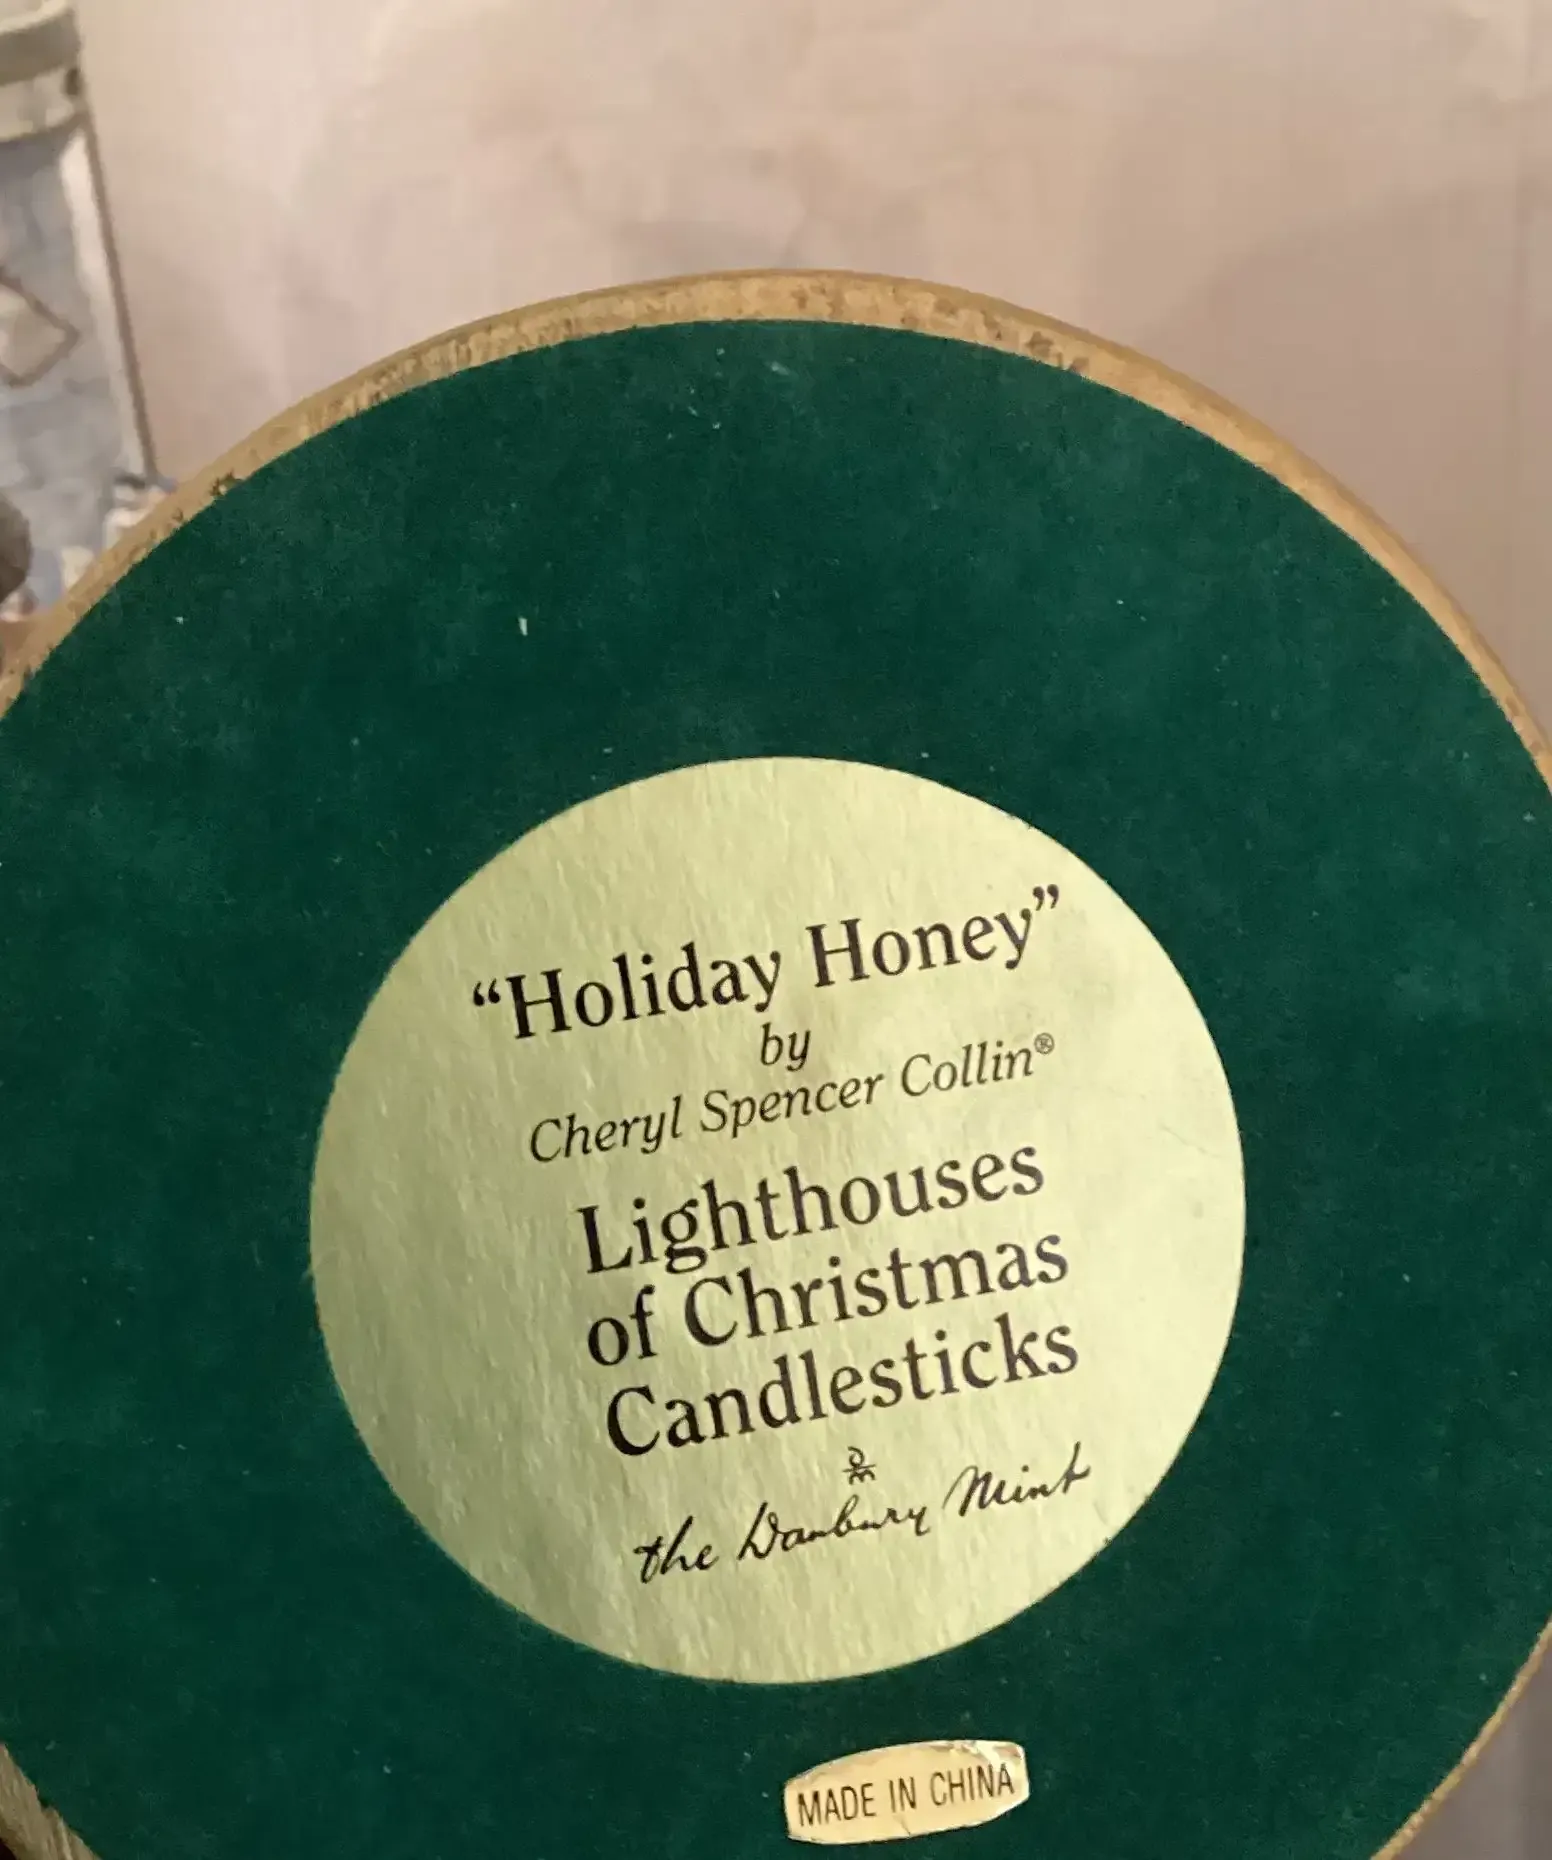 “Holiday Honey”
by
Cheryl Spencer Collin®
Lighthouses
of Christmas
Candlesticks
the Danbury Mint
MADE IN CHINA